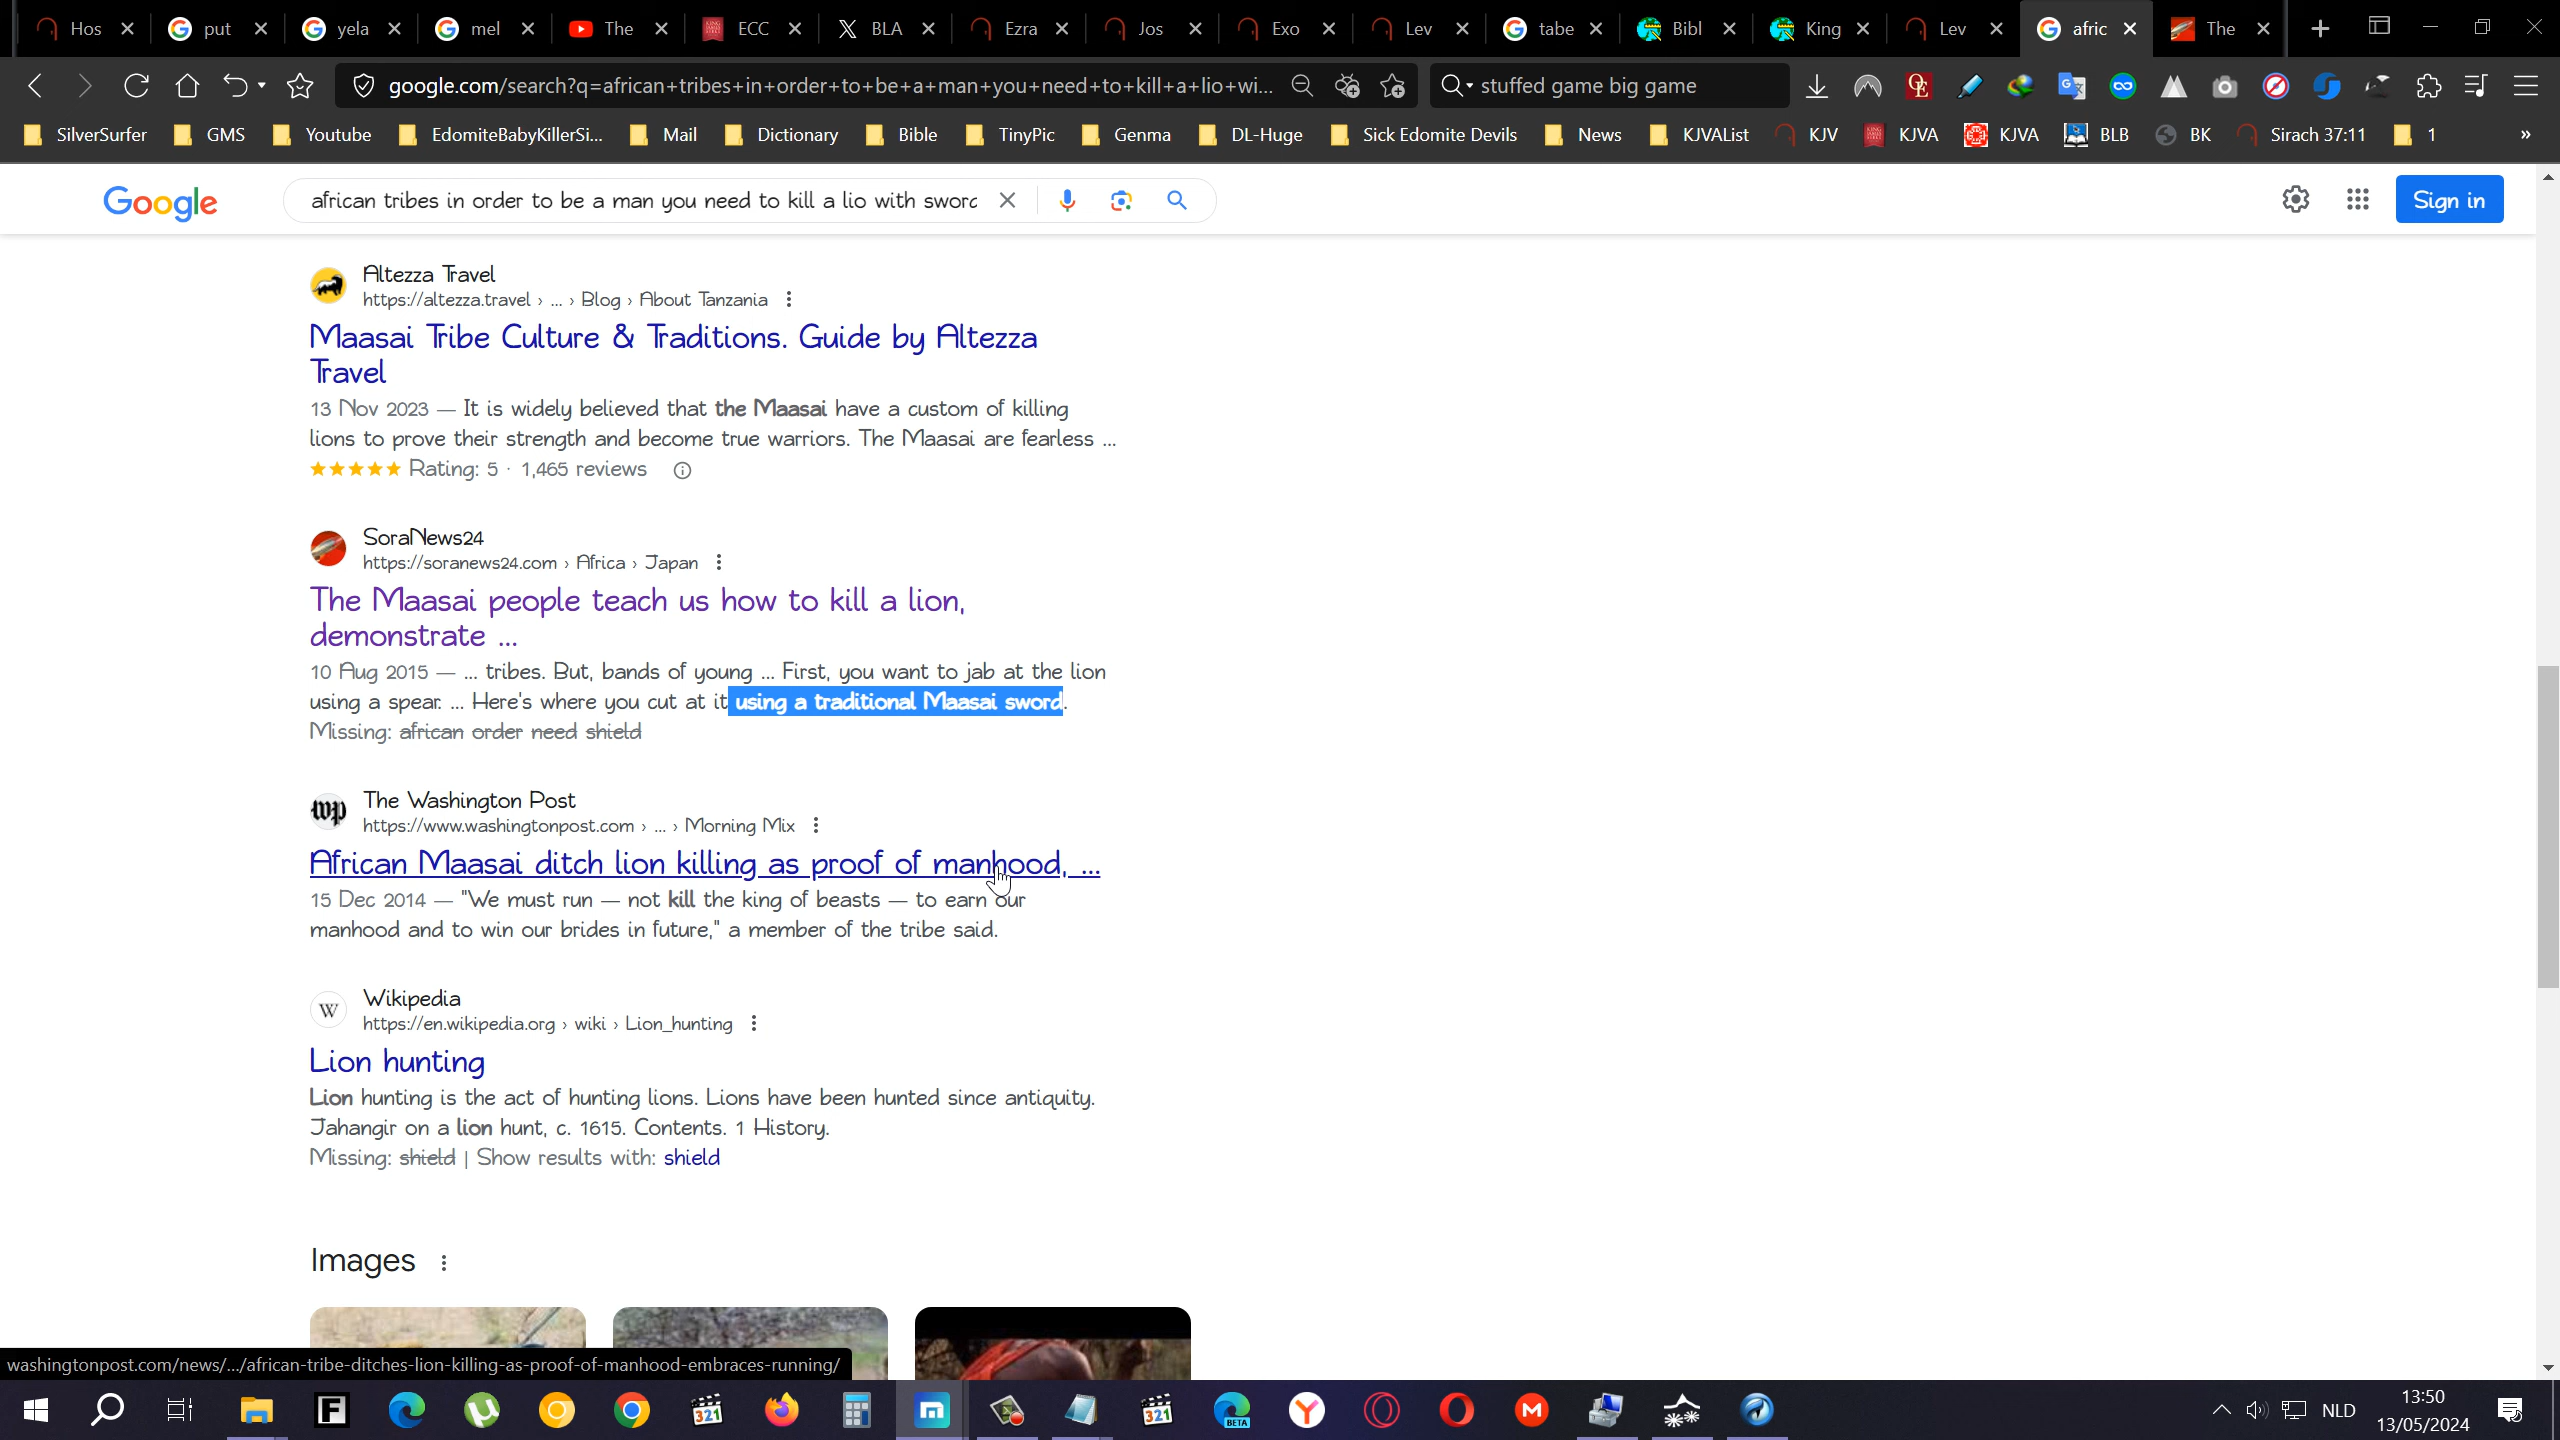 Hos
put
yela
mel
The
ECC
BLA
Ezra
Jos
Exo
Lev
tabe
Bibl
King
Lev
afric
The
google.com/search?q=african+tribes+in+order+to+be+a+man+you+need+to+kill+a+lio+wi...
stuffed game big game
SilverSurfer
GMS
Youtube
EdomiteBabyKillerSi...
Mail
Dictionary
Bible
TinyPic
Genma
DL-Huge
Sick Edomite Devils
News
KJVAList
KJV
KJVA
KJVA
BLB
BK
Sirach 37:11
1
»
Google
african tribes in order to be a man you need to kill a lio with sword
Sign in
Altezza Travel
https://altezza.travel › ... › Blog › About Tanzania
Maasai Tribe Culture & Traditions. Guide by Altezza
Travel
13 Nov 2023 — It is widely believed that the Maasai have a custom of killing
lions to prove their strength and become true warriors. The Maasai are fearless ...
Rating: 5 · 1,465 reviews
SoraNews24
https://soranews24.com › Africa › Japan
The Maasai people teach us how to kill a lion,
demonstrate ...
10 Aug 2015 — ... tribes. But, bands of young ... First, you want to jab at the lion
using a spear. ... Here's where you cut at it using a traditional Maasai sword.
Missing: african order need shield
The Washington Post
https://www.washingtonpost.com › ... › Morning Mix
African Maasai ditch lion killing as proof of manhood, ...
15 Dec 2014 — "We must run — not kill the king of beasts — to earn our
manhood and to win our brides in future," a member of the tribe said.
Wikipedia
https://en.wikipedia.org › wiki › Lion_hunting
Lion hunting
Lion hunting is the act of hunting lions. Lions have been hunted since antiquity.
Jahangir on a lion hunt, c. 1615. Contents. 1 History.
Missing: shield | Show results with: shield
Images
washingtonpost.com/news/.../african-tribe-ditches-lion-killing-as-proof-of-manhood-embraces-running/
NLD
13:50
13/05/2024